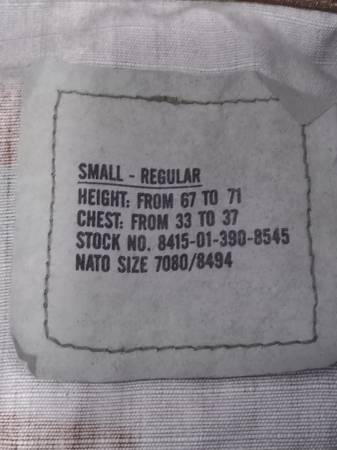 SMALL - REGULAR
HEIGHT: FROM 67 TO 71
CHEST: FROM 33 TO 37
STOCK NO. 8415-01-390-8545
NATO SIZE 7080/8494